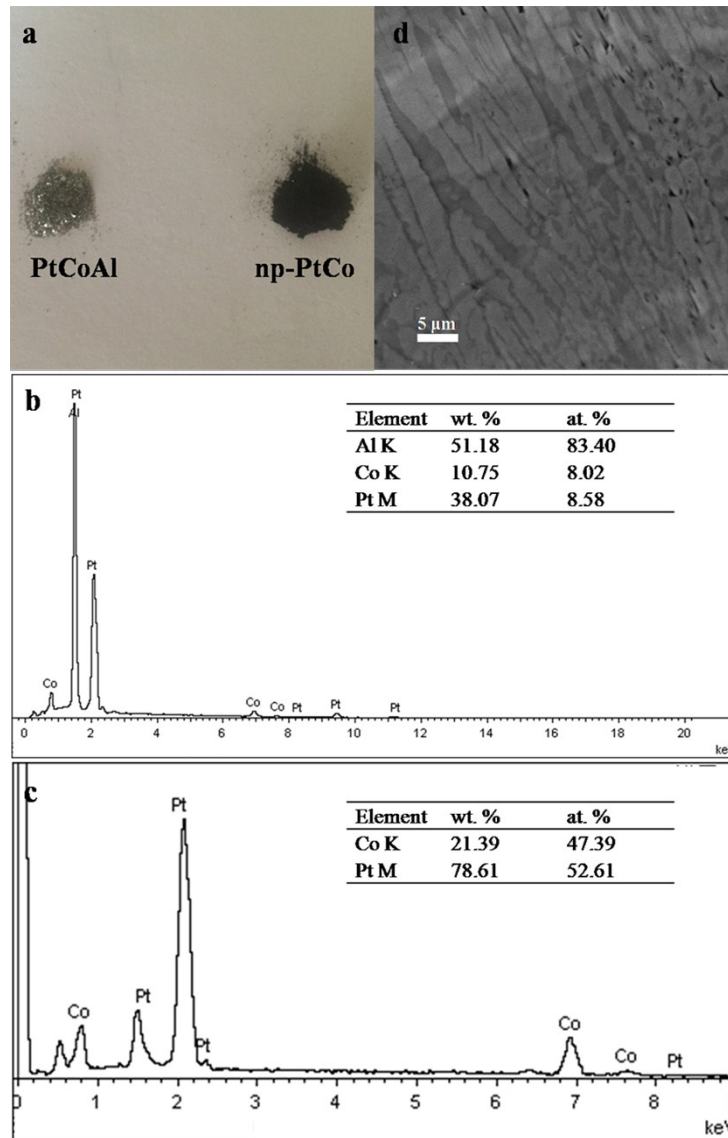 a
d
PtCoAl
np-PtCo
5 μm
b
Pt
Al
Element wt. % at. %
Al K 51.18 83.40
Co K 10.75 8.02
Pt M 38.07 8.58
Pt
Co
Co Co Pt Pt Pt
0 2 4 6 8 10 12 14 16 18 20
ke
c
Pt
Element wt. % at. %
Co K 21.39 47.39
Pt M 78.61 52.61
Co
Pt
Pt
Co
Co
Pt
0 1 2 3 4 5 6 7 8
ke